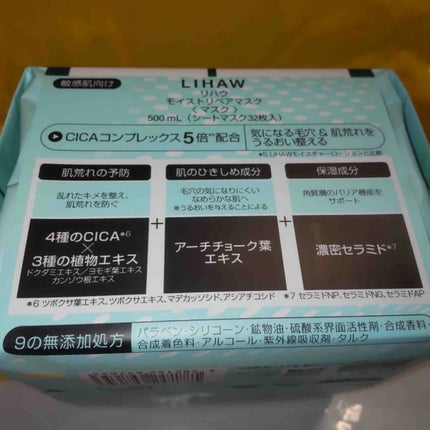 敏感肌向け
LIHAW
リハウ
モイストリペアマスク
〈マスク〉
500 mL（シートマスク32枚入）
▶CICAコンプレックス5倍*5配合
気になる毛穴 & 肌荒れを
うるおい整える
*5 LIHAWモイスチャーローションと比較
肌荒れの予防
乱れたキメを整え、
肌荒れを防ぐ
4種のCICA*6
×
3種の植物エキス
ドクダミエキス/ヨモギ葉エキス
カンゾウ根エキス
+
肌のひきしめ成分
毛穴の気になりにくい
なめらかな肌へ
※うるおいを与えることによる
アーチチョーク葉
エキス
+
保湿成分
角質層のバリア機能を
サポート
濃密セラミド*7
*6 ツボクサ葉エキス、ツボクサエキス、マデカッソシド、アシアチコシド
*7 セラミドNP、セラミドNG、セラミドAP
9の無添加処方
パラベン・シリコーン・鉱物油・硫酸系界面活性剤・合成香料
合成着色料・アルコール・紫外線吸収剤・タルク